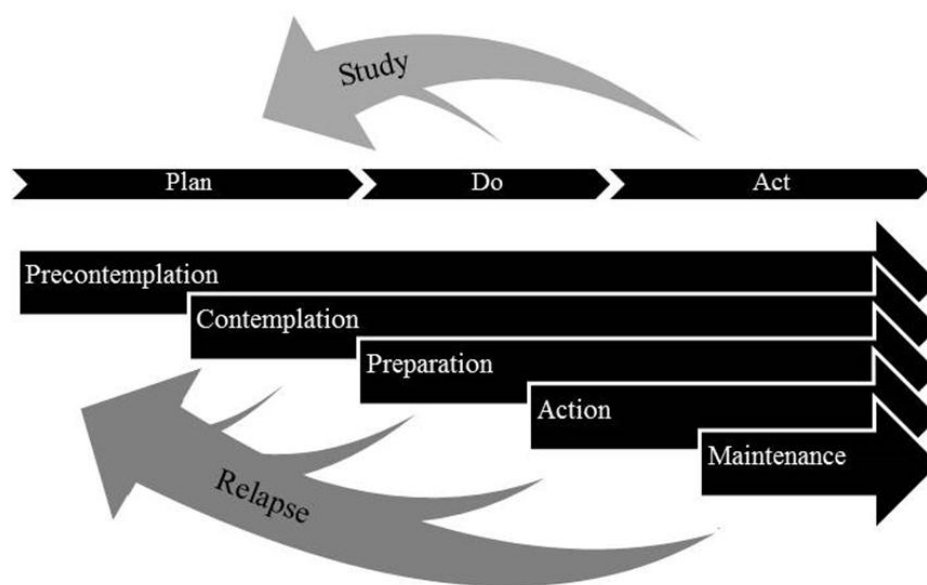 Study
Plan Do Act
Precontemplation
Contemplation
Preparation
Action
Maintenance
Relapse